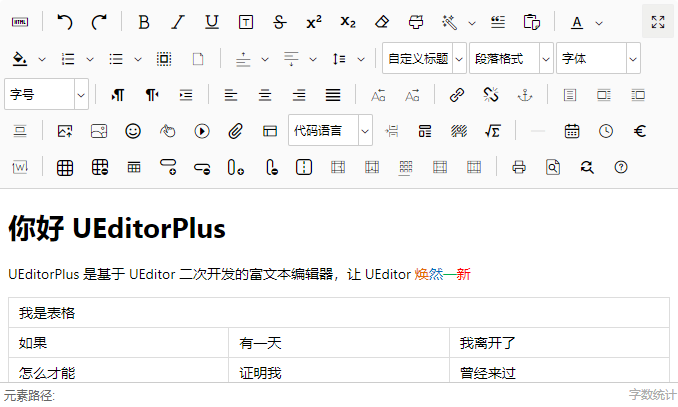 HTML
自定义标题 段落格式 字体
字号
代码语言
你好 UEditorPlus
UEditorPlus 是基于 UEditor 二次开发的富文本编辑器，让 UEditor 焕然一新
我是表格
如果 有一天 我离开了
怎么才能 证明我 曾经来过
元素路径: 字数统计